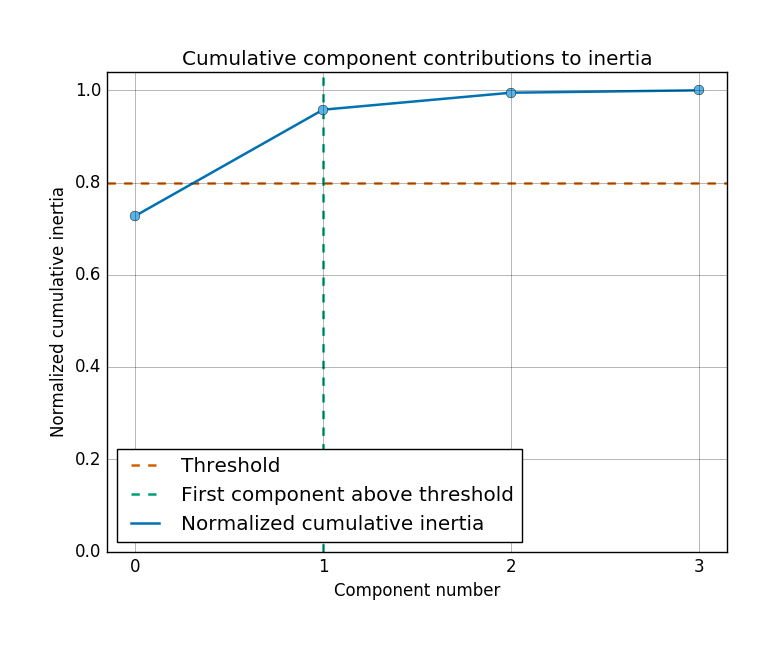 Cumulative component contributions to inertia
Normalized cumulative inertia
1.0
0.8
0.6
0.4
0.2
0.0
Threshold
First component above threshold
Normalized cumulative inertia
0 1 2 3
Component number